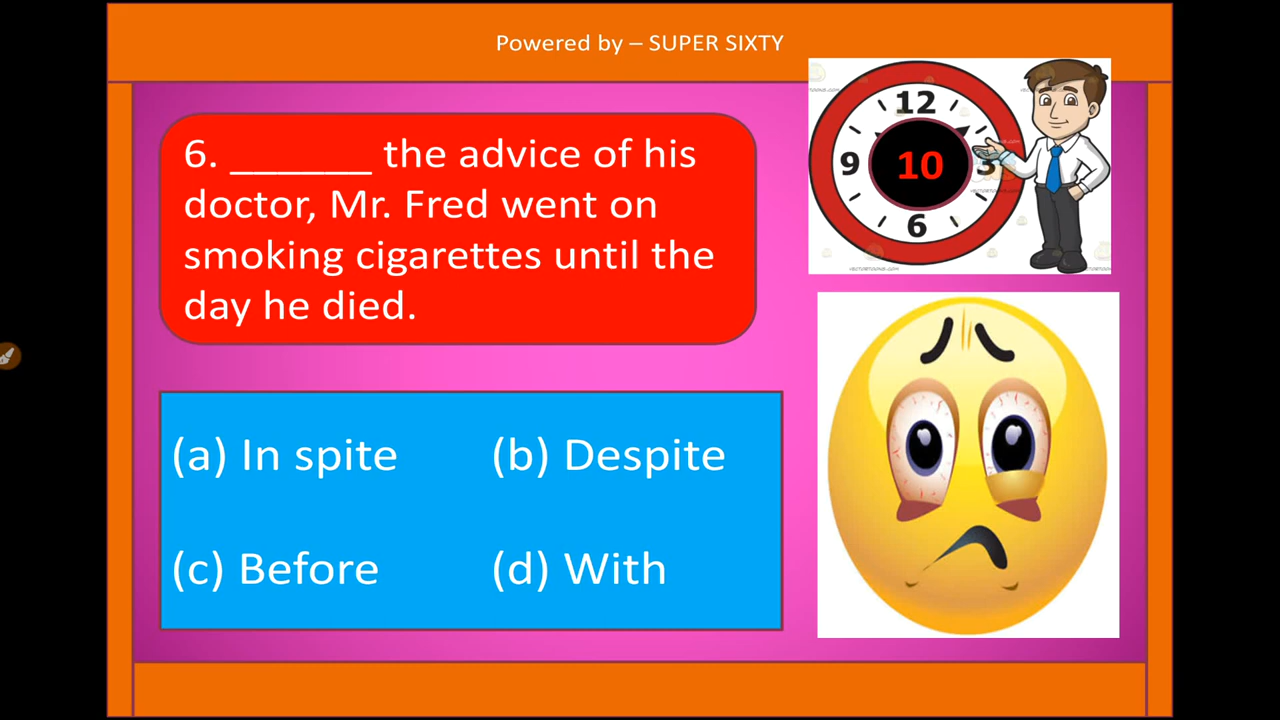 Powered by – SUPER SIXTY
6. ______ the advice of his
doctor, Mr. Fred went on
smoking cigarettes until the
day he died.
12
9
10
3
6
(a) In spite
(b) Despite
(c) Before
(d) With